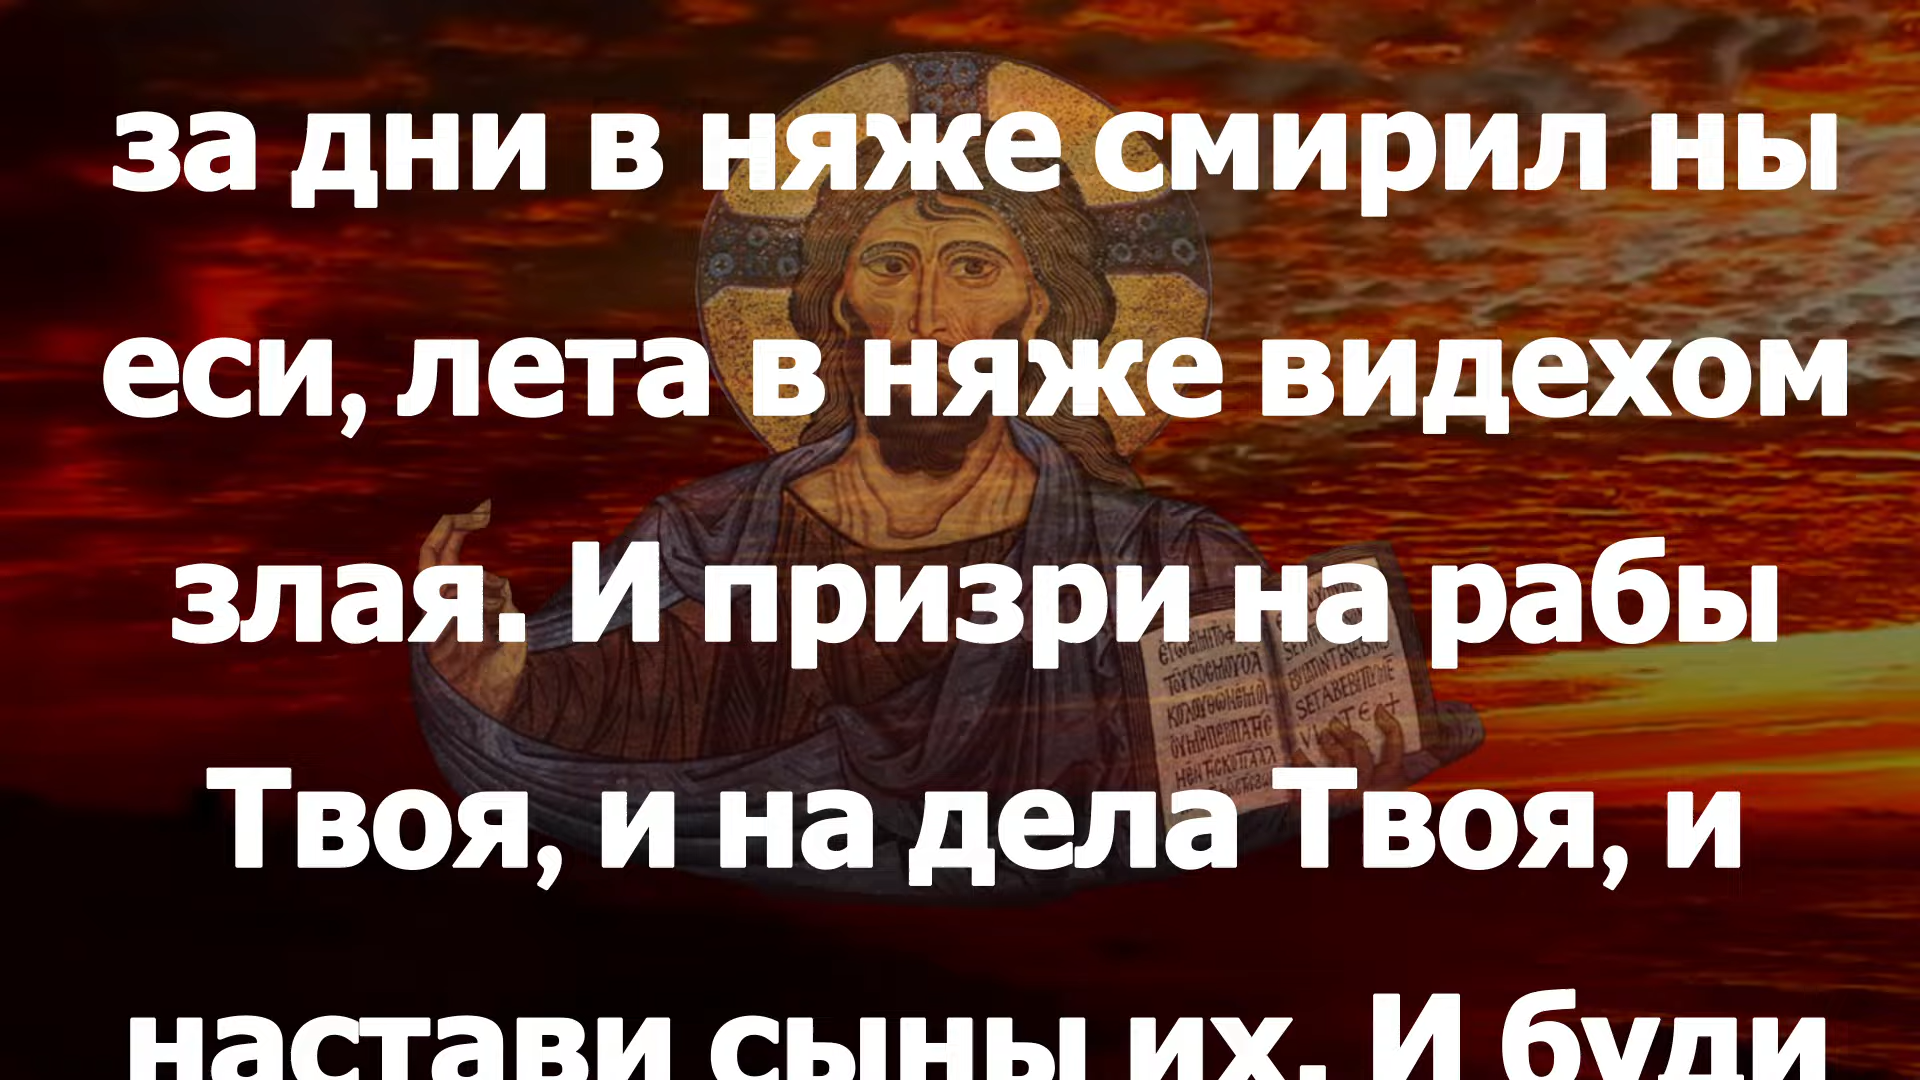 за дни в няже смирил ны
еси, лета в няже видехом
злая. И призри на рабы
Твоя, и на дела Твоя, и
настави сыны их. И буди